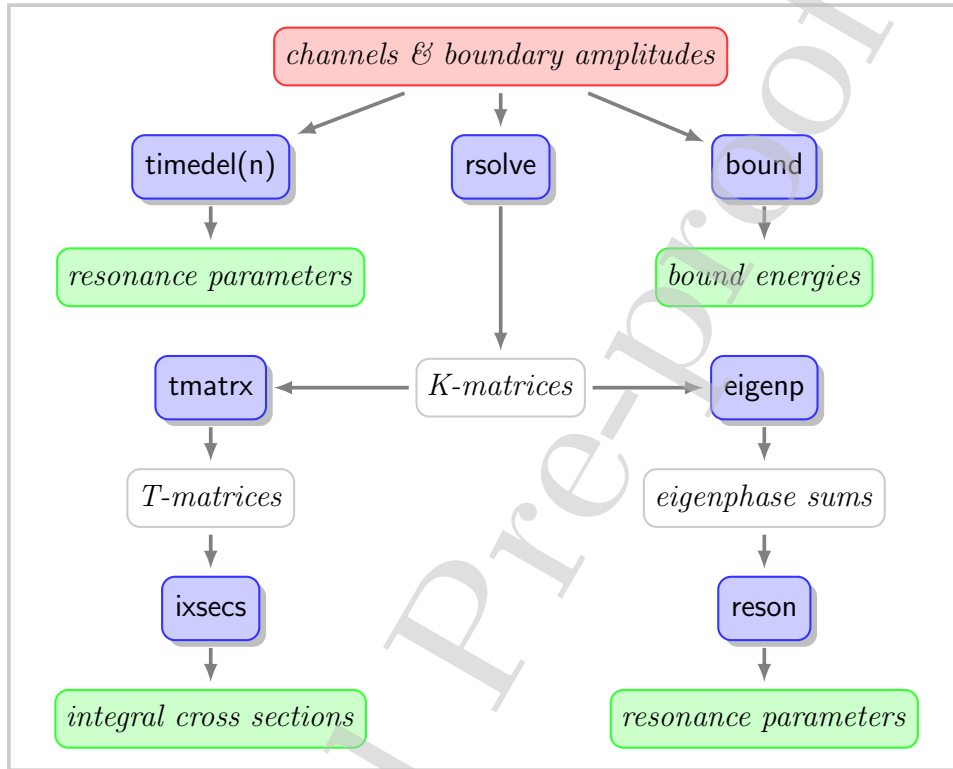 channels & boundary amplitudes
timedel(n)
rsolve
bound
resonance parameters
bound energies
tmatrx
K-matrices
eigenp
T-matrices
eigenphase sums
ixsecs
reson
integral cross sections
resonance parameters
Pre-proof